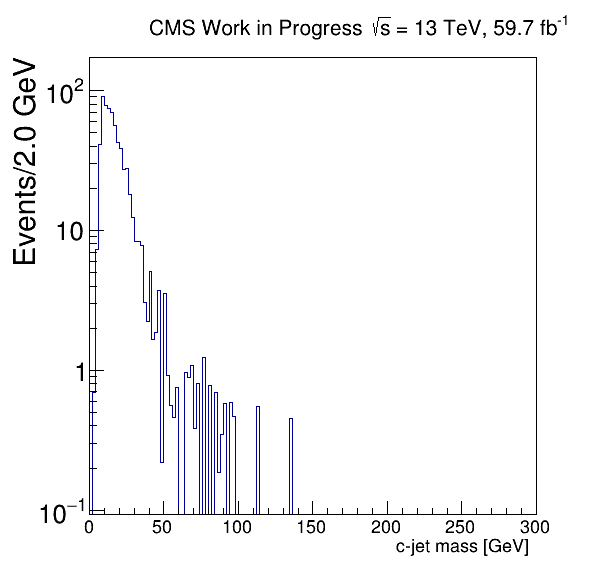 CMS Work in Progress √s = 13 TeV, 59.7 fb⁻¹
Events/2.0 GeV
10²
10
1
10⁻¹
0 50 100 150 200 250 300
c-jet mass [GeV]